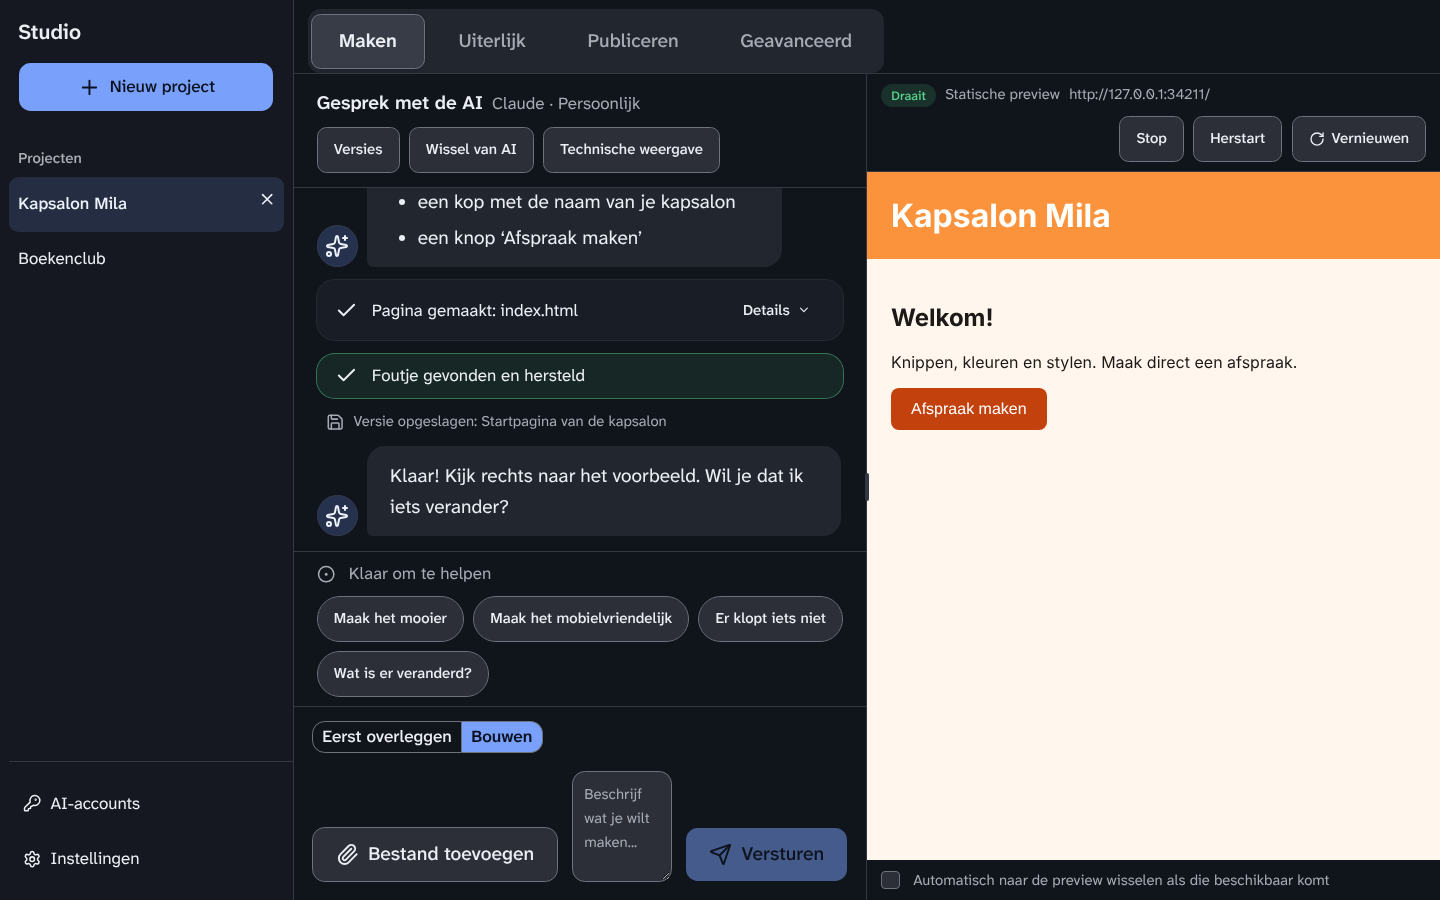 Studio
Nieuw project
Projecten
Kapsalon Mila
Boekenclub
AI-accounts
Instellingen
Maken
Uiterlijk
Publiceren
Geavanceerd
Gesprek met de AI Claude · Persoonlijk
Versies
Wissel van AI
Technische weergave
• een kop met de naam van je kapsalon
• een knop ‘Afspraak maken’
Pagina gemaakt: index.html
Details
Foutje gevonden en hersteld
Versie opgeslagen: Startpagina van de kapsalon
Klaar! Kijk rechts naar het voorbeeld. Wil je dat ik
iets verander?
Klaar om te helpen
Maak het mooier
Maak het mobielvriendelijk
Er klopt iets niet
Wat is er veranderd?
Eerst overleggen
Bouwen
Bestand toevoegen
Beschrijf
wat je wilt
maken...
Versturen
Draait
Statische preview http://127.0.0.1:34211/
Stop
Herstart
Vernieuwen
Kapsalon Mila
Welkom!
Knippen, kleuren en stylen. Maak direct een afspraak.
Afspraak maken
Automatisch naar de preview wisselen als die beschikbaar komt